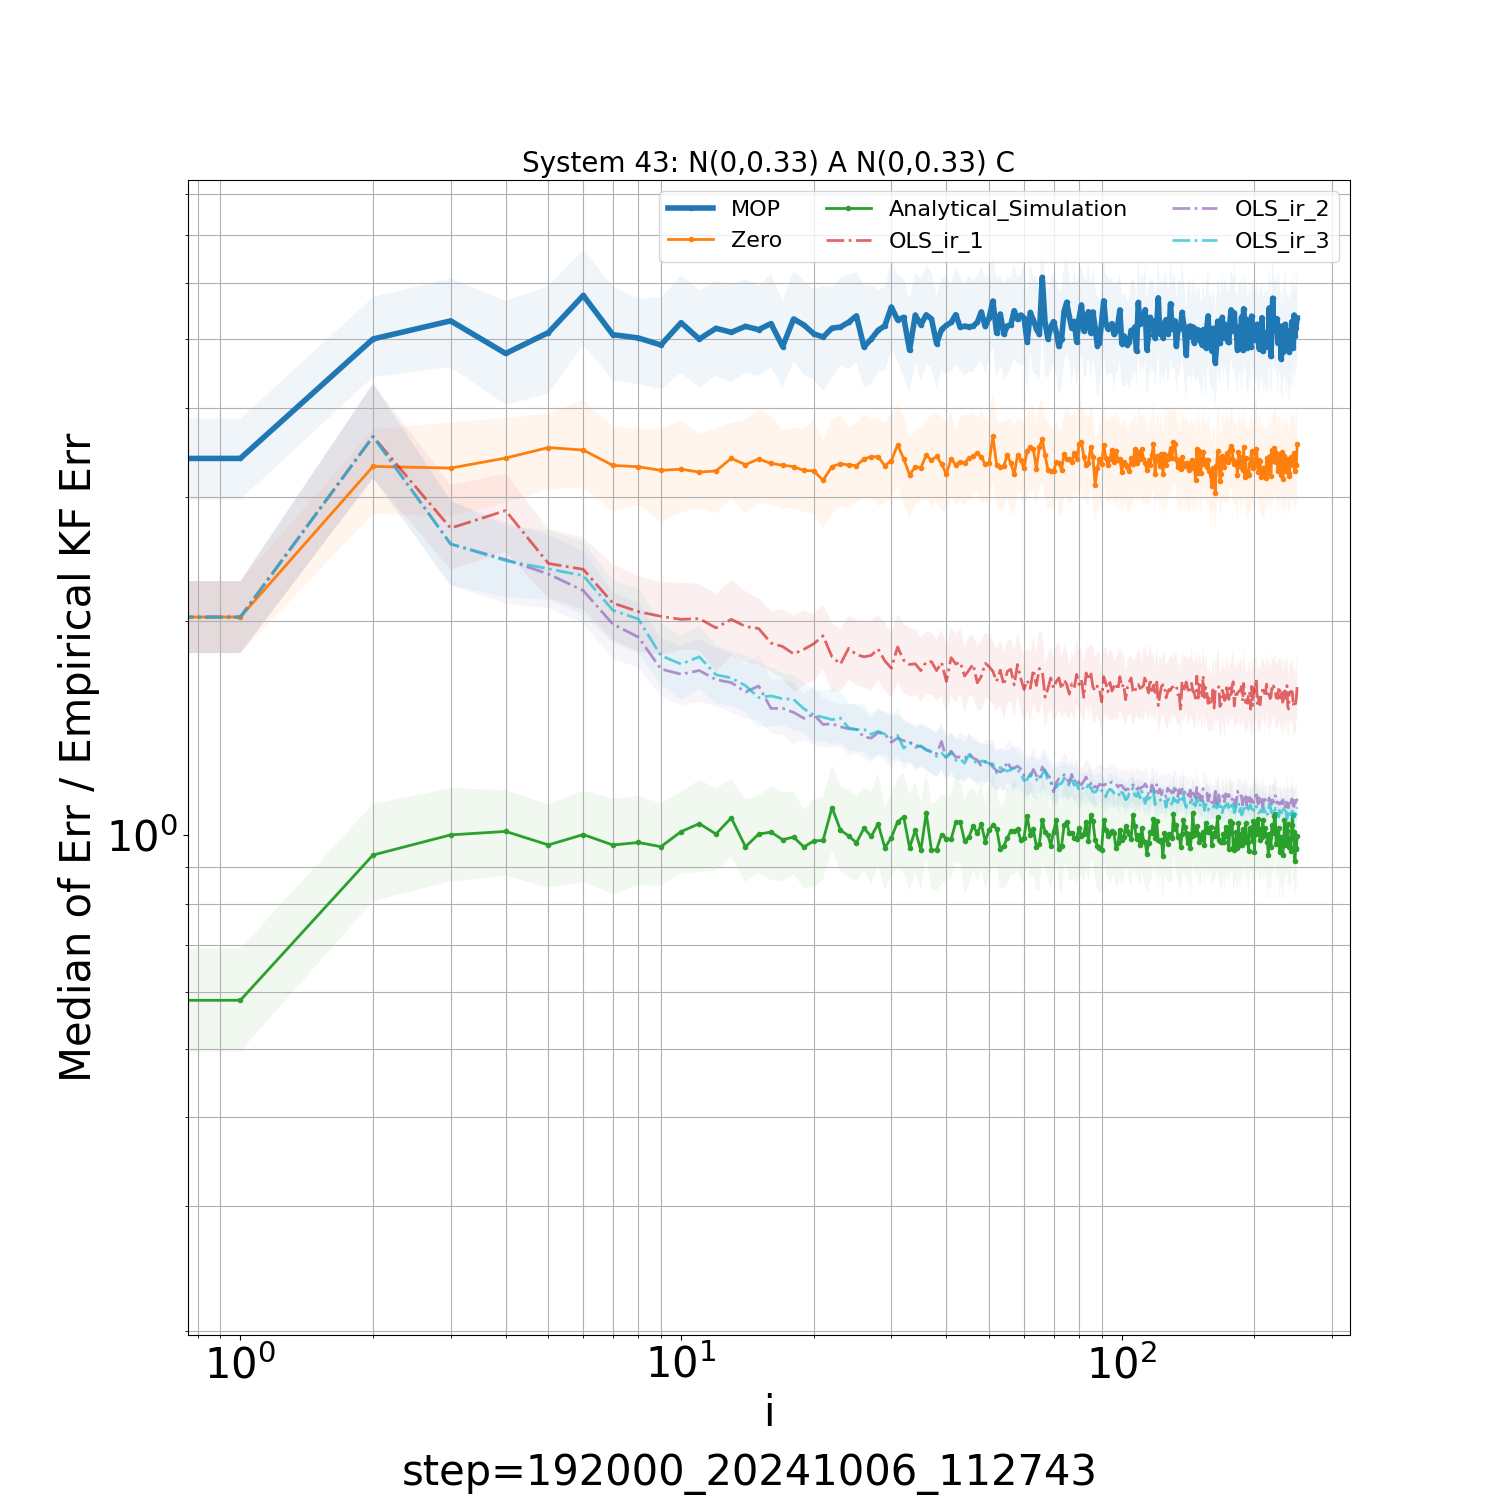 System 43: N(0,0.33) A N(0,0.33) C
MOP
Zero
Analytical_Simulation
OLS_ir_1
OLS_ir_2
OLS_ir_3
Median of Err / Empirical KF Err
10⁰
10⁰ 10¹ 10²
i
step=192000_20241006_112743